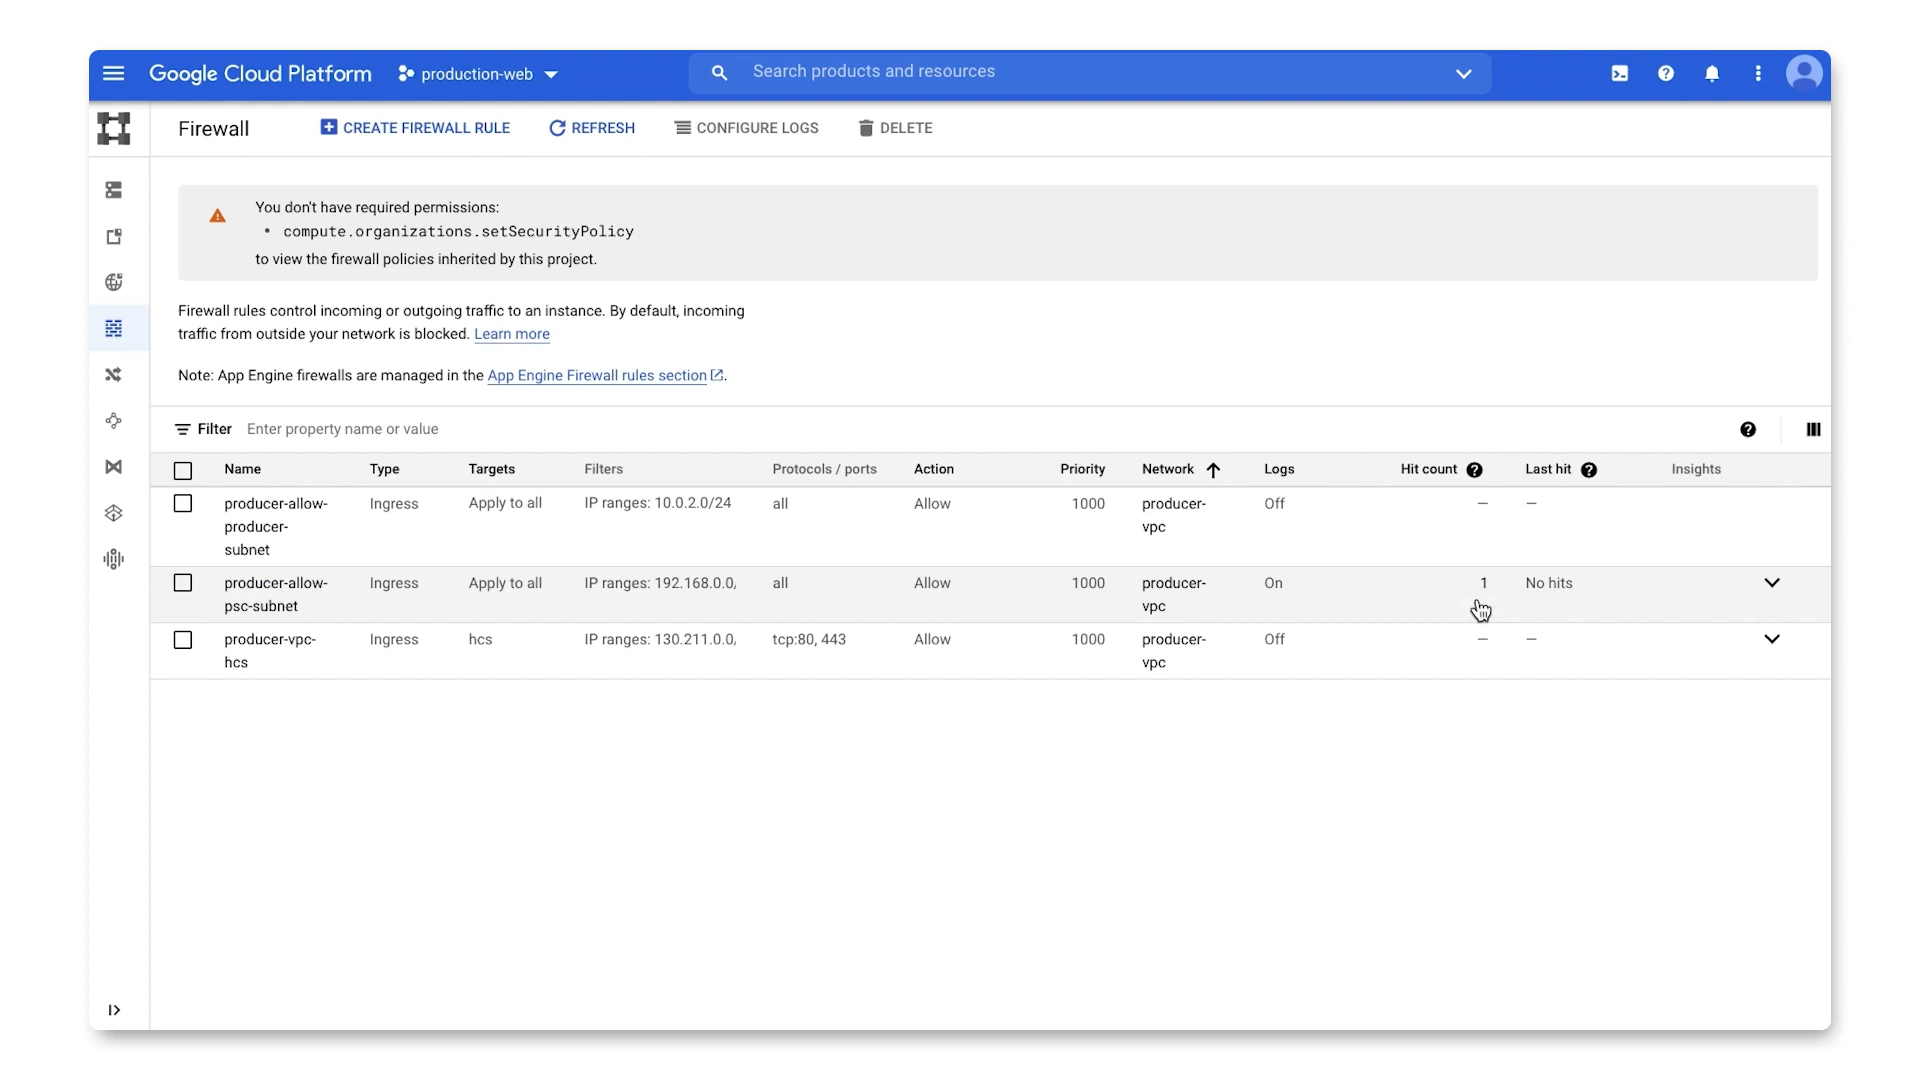 Google Cloud Platform
production-web
Search products and resources
Firewall
CREATE FIREWALL RULE
REFRESH
CONFIGURE LOGS
DELETE
You don't have required permissions:
• compute.organizations.setSecurityPolicy
to view the firewall policies inherited by this project.
Firewall rules control incoming or outgoing traffic to an instance. By default, incoming
traffic from outside your network is blocked. Learn more
Note: App Engine firewalls are managed in the App Engine Firewall rules section.
Filter Enter property name or value
Name Type Targets Filters Protocols / ports Action Priority Network Logs Hit count Last hit Insights
producer-allow- Ingress Apply to all IP ranges: 10.0.2.0/24 all Allow 1000 producer- Off — —
producer- vpc
subnet
producer-allow- Ingress Apply to all IP ranges: 192.168.0.0, all Allow 1000 producer- On 1 No hits
psc-subnet vpc
producer-vpc- Ingress hcs IP ranges: 130.211.0.0, tcp:80, 443 Allow 1000 producer- Off — —
hcs vpc